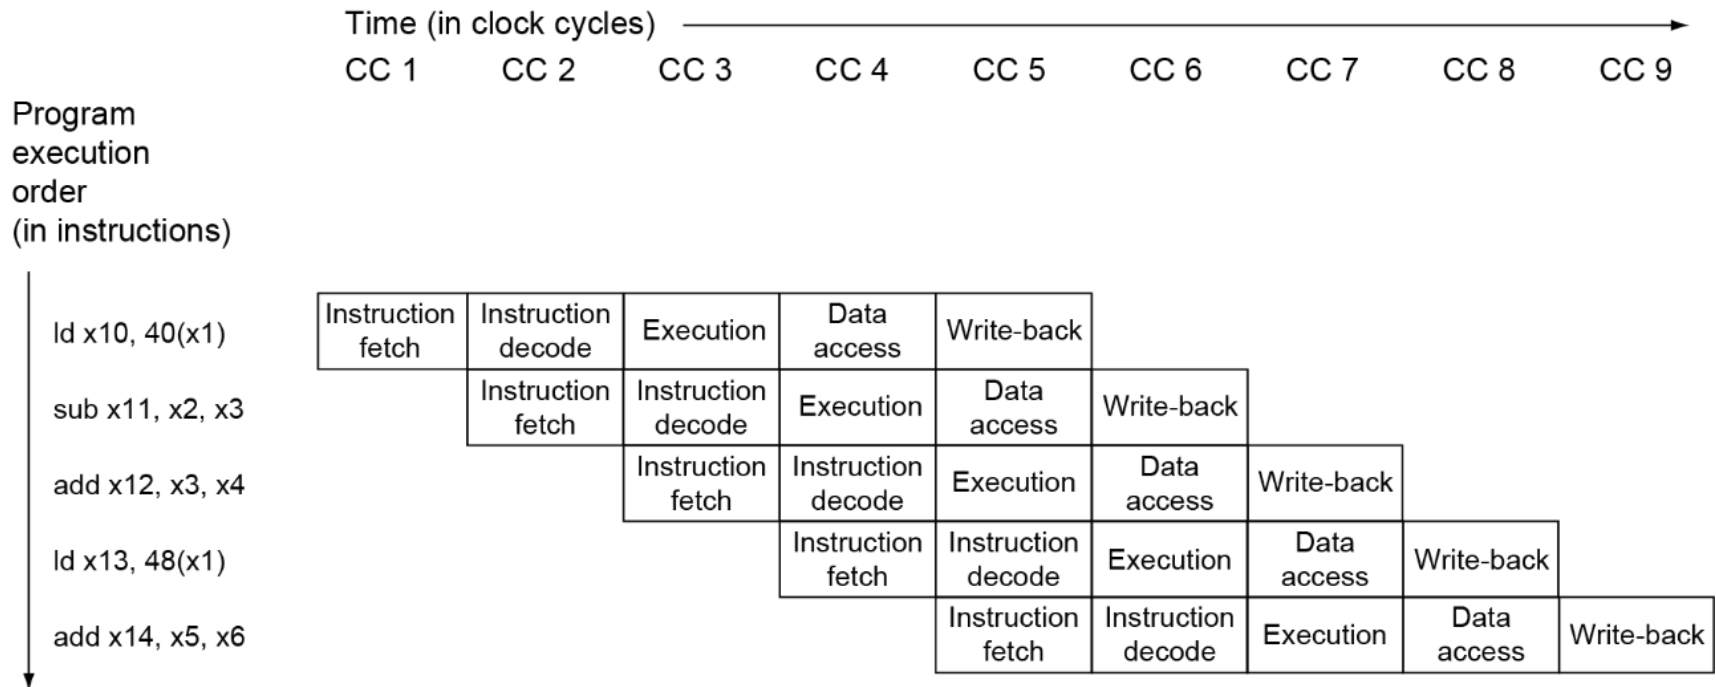 Time (in clock cycles)
CC 1 CC 2 CC 3 CC 4 CC 5 CC 6 CC 7 CC 8 CC 9
Program
execution
order
(in instructions)
ld x10, 40(x1)
Instruction
fetch
Instruction
decode
Execution
Data
access
Write-back
sub x11, x2, x3
Instruction
fetch
Instruction
decode
Execution
Data
access
Write-back
add x12, x3, x4
Instruction
fetch
Instruction
decode
Execution
Data
access
Write-back
ld x13, 48(x1)
Instruction
fetch
Instruction
decode
Execution
Data
access
Write-back
add x14, x5, x6
Instruction
fetch
Instruction
decode
Execution
Data
access
Write-back